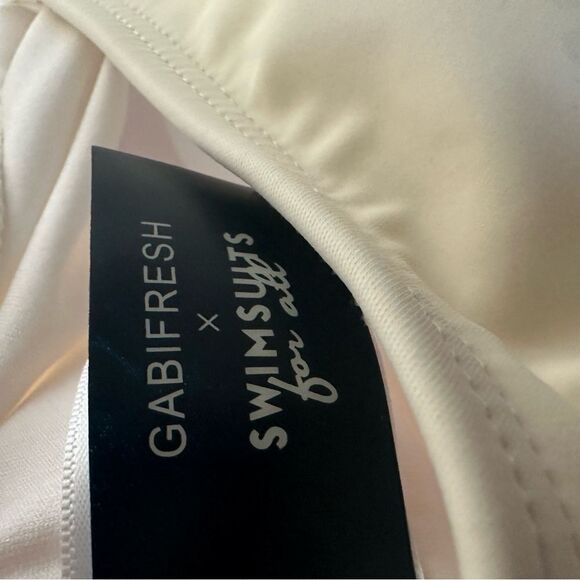 GABIFRESH
X
SWIMSUITS
for all